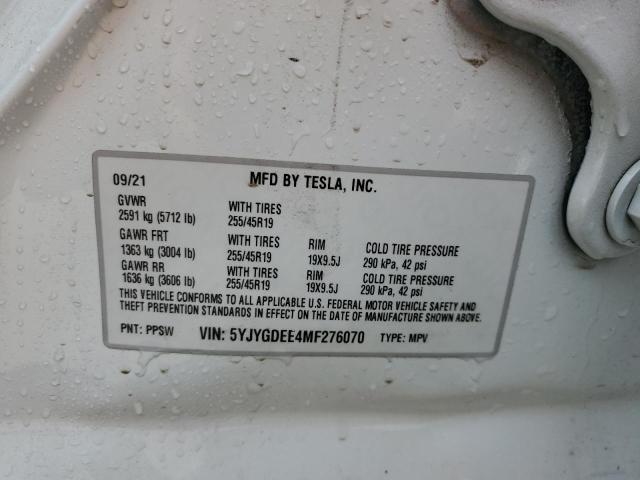 09/21 MFD BY TESLA, INC.
GVWR WITH TIRES
2591 kg (5712 lb) 255/45R19
GAWR FRT WITH TIRES RIM COLD TIRE PRESSURE
1363 kg (3004 lb) 255/45R19 19X9.5J 290 kPa, 42 psi
GAWR RR WITH TIRES RIM COLD TIRE PRESSURE
1636 kg (3606 lb) 255/45R19 19X9.5J 290 kPa, 42 psi
THIS VEHICLE CONFORMS TO ALL APPLICABLE U.S. FEDERAL MOTOR VEHICLE SAFETY AND
THEFT PREVENTION STANDARDS IN EFFECT ON THE DATE OF MANUFACTURE SHOWN ABOVE.
PNT: PPSW VIN: 5YJYGDEE4MF276070 TYPE: MPV